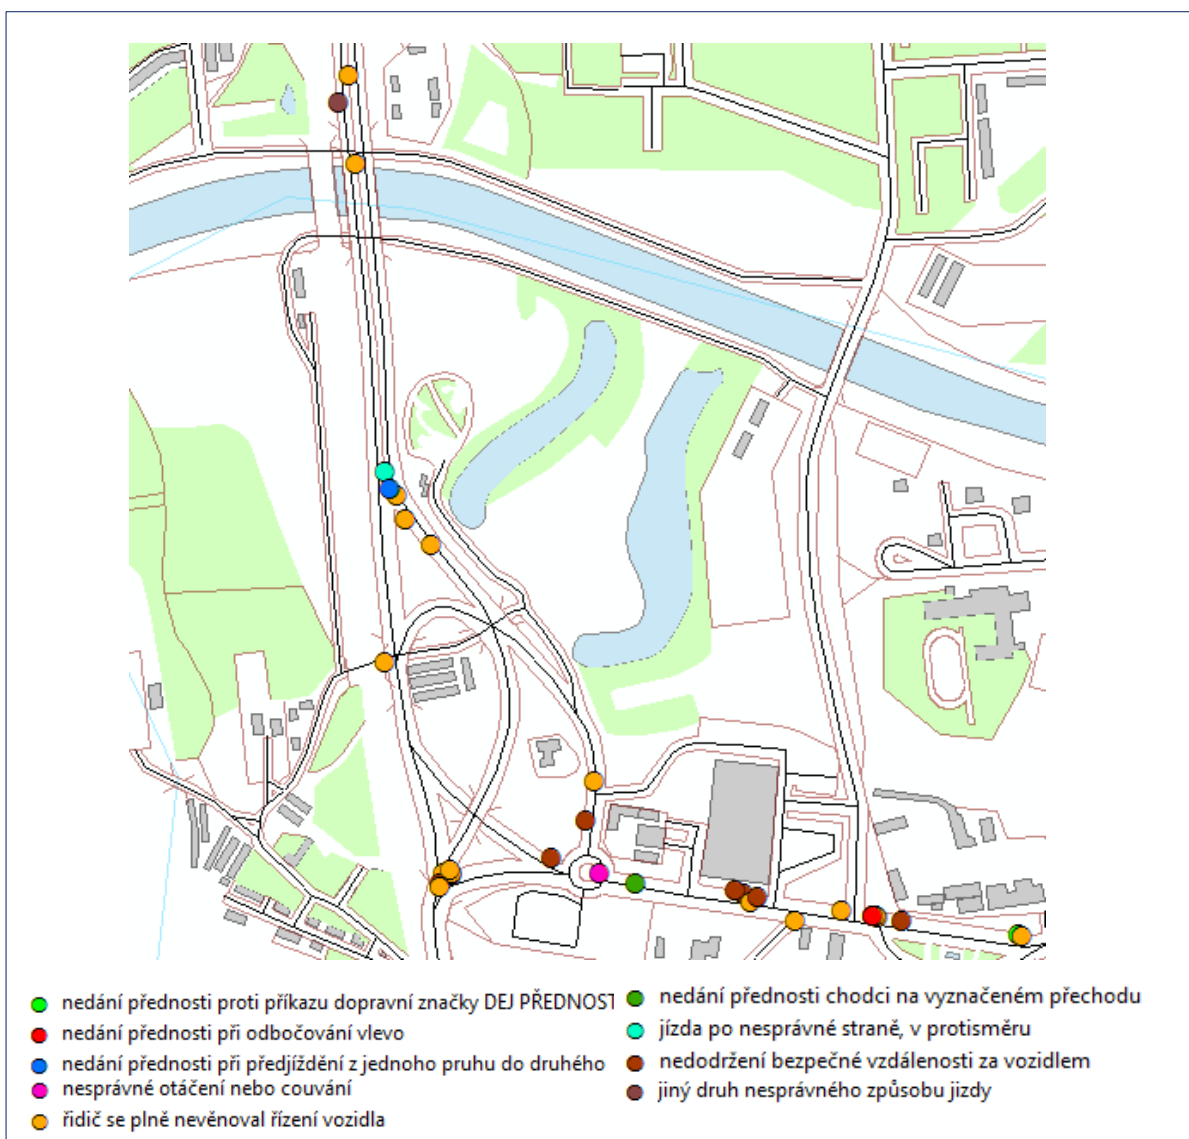 nedání přednosti proti příkazu dopravní značky DEJ PŘEDNOST
nedání přednosti při odbočování vlevo
nedání přednosti při předjíždění z jednoho pruhu do druhého
nesprávné otáčení nebo couvání
řidič se plně nevěnoval řízení vozidla
nedání přednosti chodci na vyznačeném přechodu
jízda po nesprávné straně, v protisměru
nedodržení bezpečné vzdálenosti za vozidlem
jiný druh nesprávného způsobu jizdy